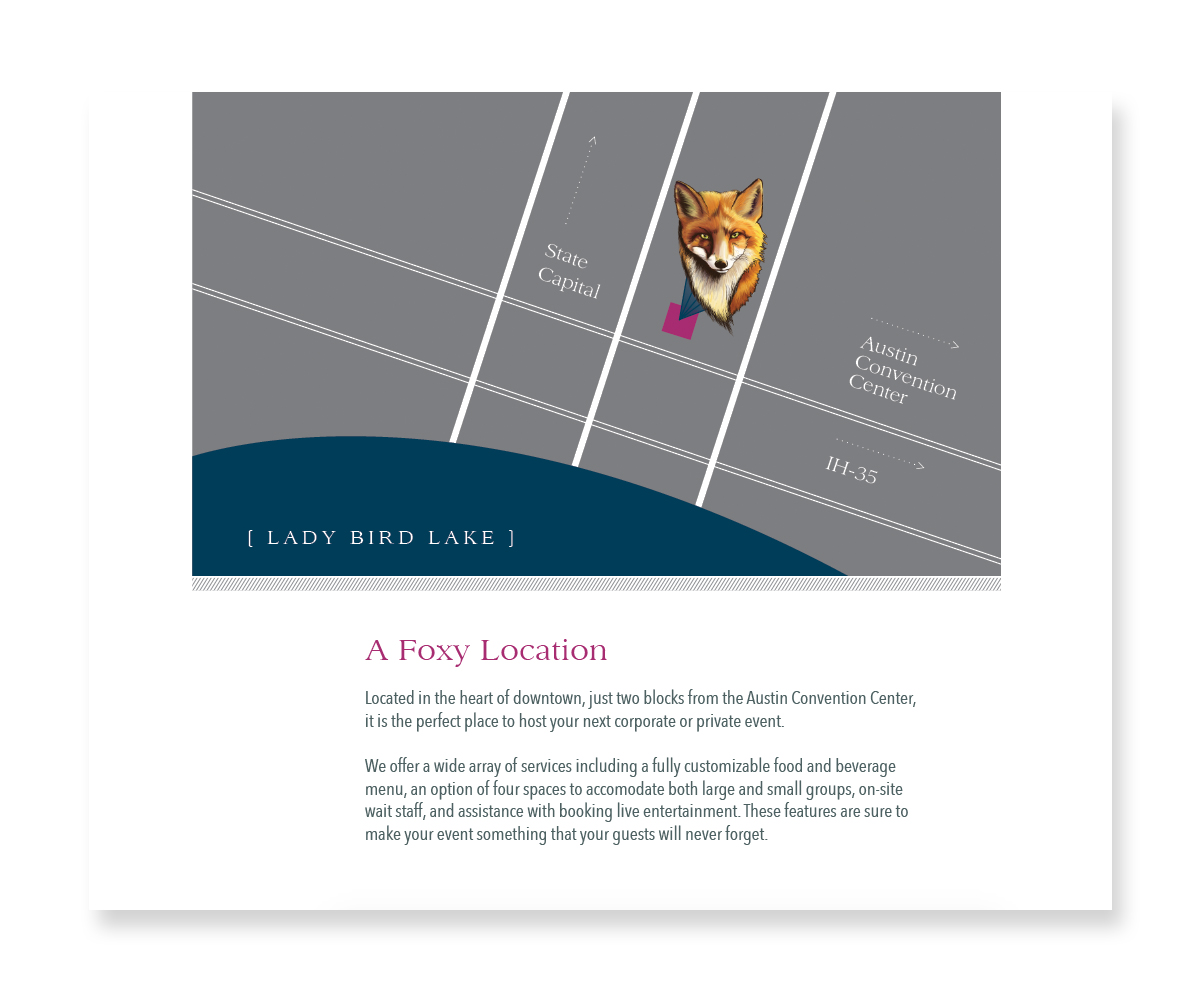 State
Capital
Austin
Convention
Center
IH-35
[ LADY BIRD LAKE ]
A Foxy Location
Located in the heart of downtown, just two blocks from the Austin Convention Center,
it is the perfect place to host your next corporate or private event.
We offer a wide array of services including a fully customizable food and beverage
menu, an option of four spaces to accomodate both large and small groups, on-site
wait staff, and assistance with booking live entertainment. These features are sure to
make your event something that your guests will never forget.